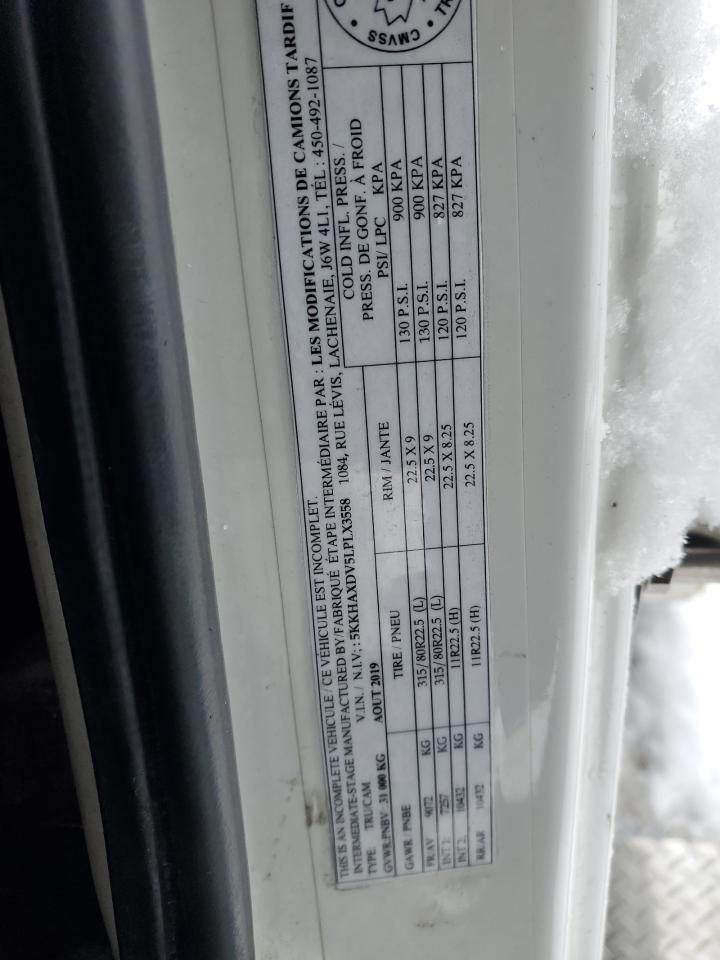 THIS IS AN INCOMPLETE VEHICULE / CE VÉHICULE EST INCOMPLET.
INTERMEDIATE-STAGE MANUFACTURED BY/FABRIQUÉ ÉTAPE INTERMÉDIAIRE PAR : LES MODIFICATIONS DE CAMIONS TARDIF
V.I.N. / N.I.V. : 5KKHAXDV5LPLX3558 1084, RUE LÉVIS, LACHENAIE, J6W 4L1, TÉL : 450-492-1087
TYPE TRU/CAM
GVWR/PNBV 31 000 KG AOUT 2019
COLD INFL. PRESS. /
PRESS. DE GONF. À FROID
GAWR / PNBE TIRE / PNEU RIM / JANTE PSI/ LPC KPA
FR/AV 9072 KG 315/80R22.5 (L) 22.5 X 9 130 P.S.I. 900 KPA
INT 1: 7257 KG 315/80R22.5 (L) 22.5 X 9 130 P.S.I. 900 KPA
INT 2: 10432 KG 11R22.5 (H) 22.5 X 8.25 120 P.S.I. 827 KPA
RR/AR 10432 KG 11R22.5 (H) 22.5 X 8.25 120 P.S.I. 827 KPA
CMVSS